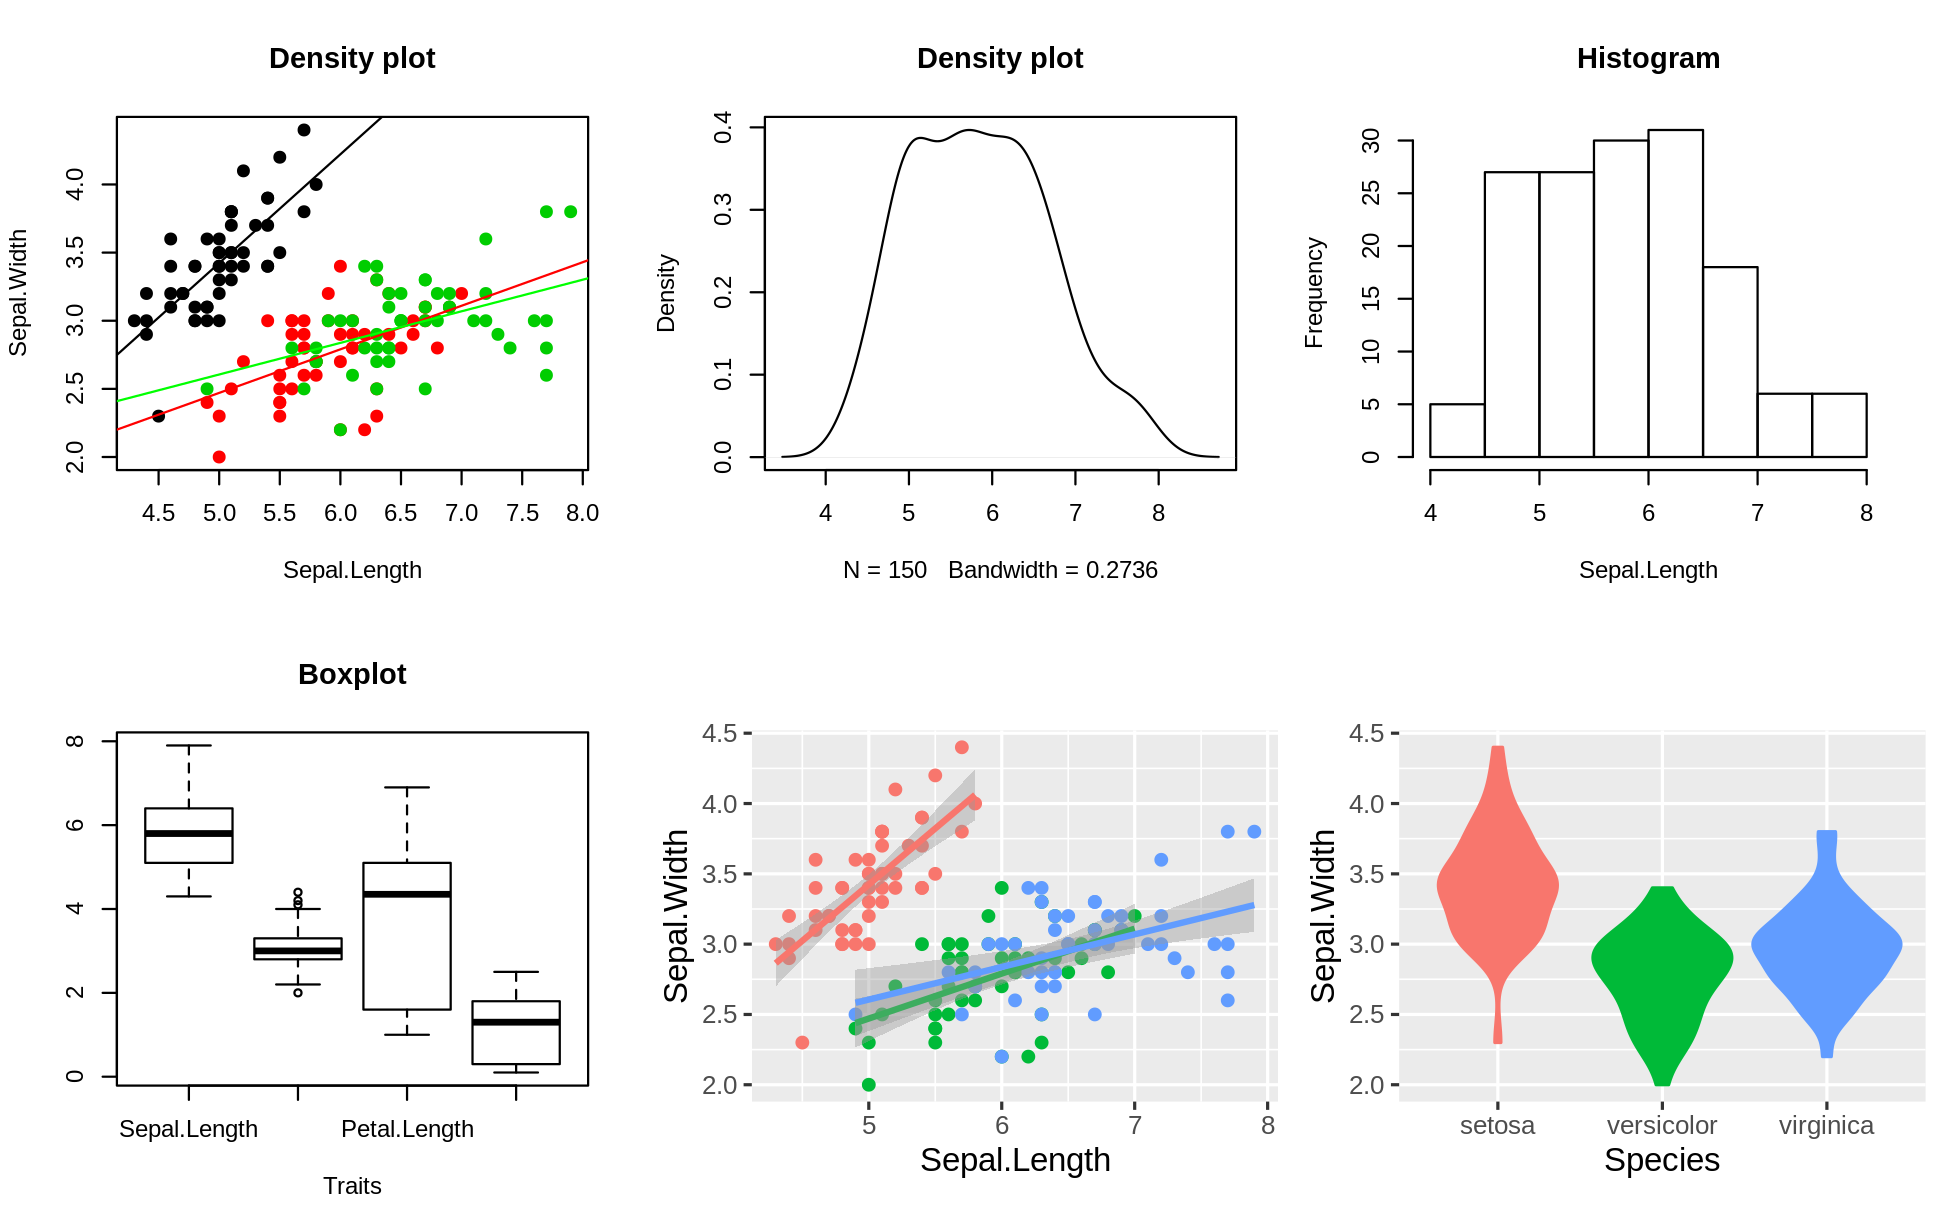 Density plot
Sepal.Width
4.0
3.5
3.0
2.5
2.0
4.5 5.0 5.5 6.0 6.5 7.0 7.5 8.0
Sepal.Length
Density plot
Density
0.4
0.3
0.2
0.1
0.0
4 5 6 7 8
N = 150 Bandwidth = 0.2736
Histogram
Frequency
30
25
20
15
10
5
0
4 5 6 7 8
Sepal.Length
Boxplot
8
6
4
2
0
Sepal.Length Petal.Length
Traits
Sepal.Width
4.5
4.0
3.5
3.0
2.5
2.0
5 6 7 8
Sepal.Length
Sepal.Width
4.5
4.0
3.5
3.0
2.5
2.0
setosa versicolor virginica
Species